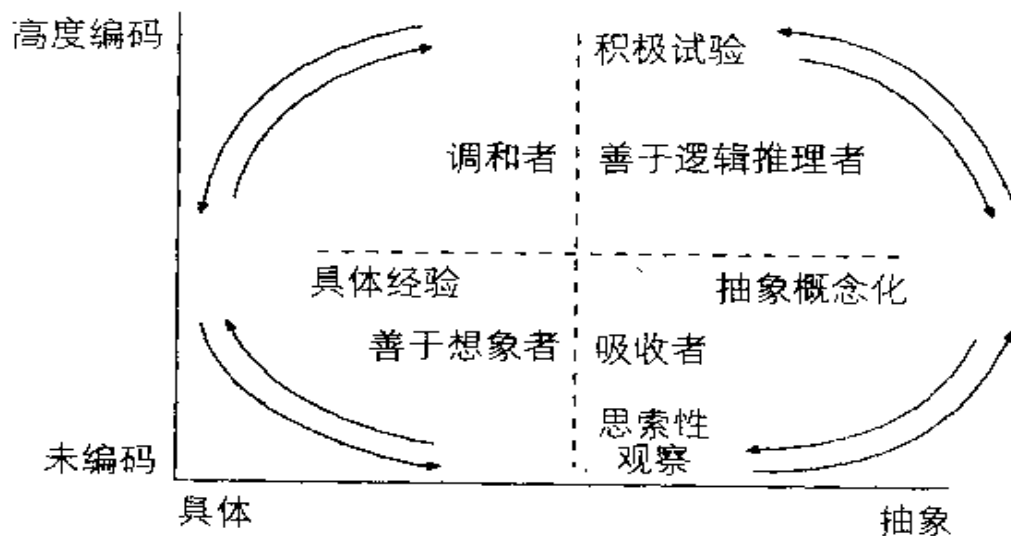 高度编码
积极试验
调和者
善于逻辑推理者
具体经验
抽象概念化
善于想象者
吸收者
思索性
观察
未编码
具体
抽象